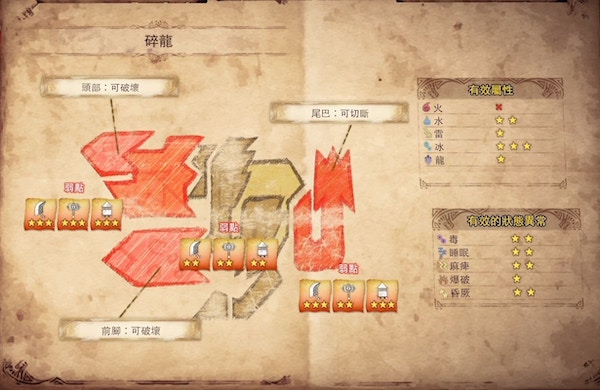 碎龍
頭部：可破壞
尾巴：可切斷
弱點
弱點
弱點
前腳：可破壞
有效屬性
火
水
雷
冰
龍
有效的狀態異常
毒
睡眠
麻痺
爆破
昏厥